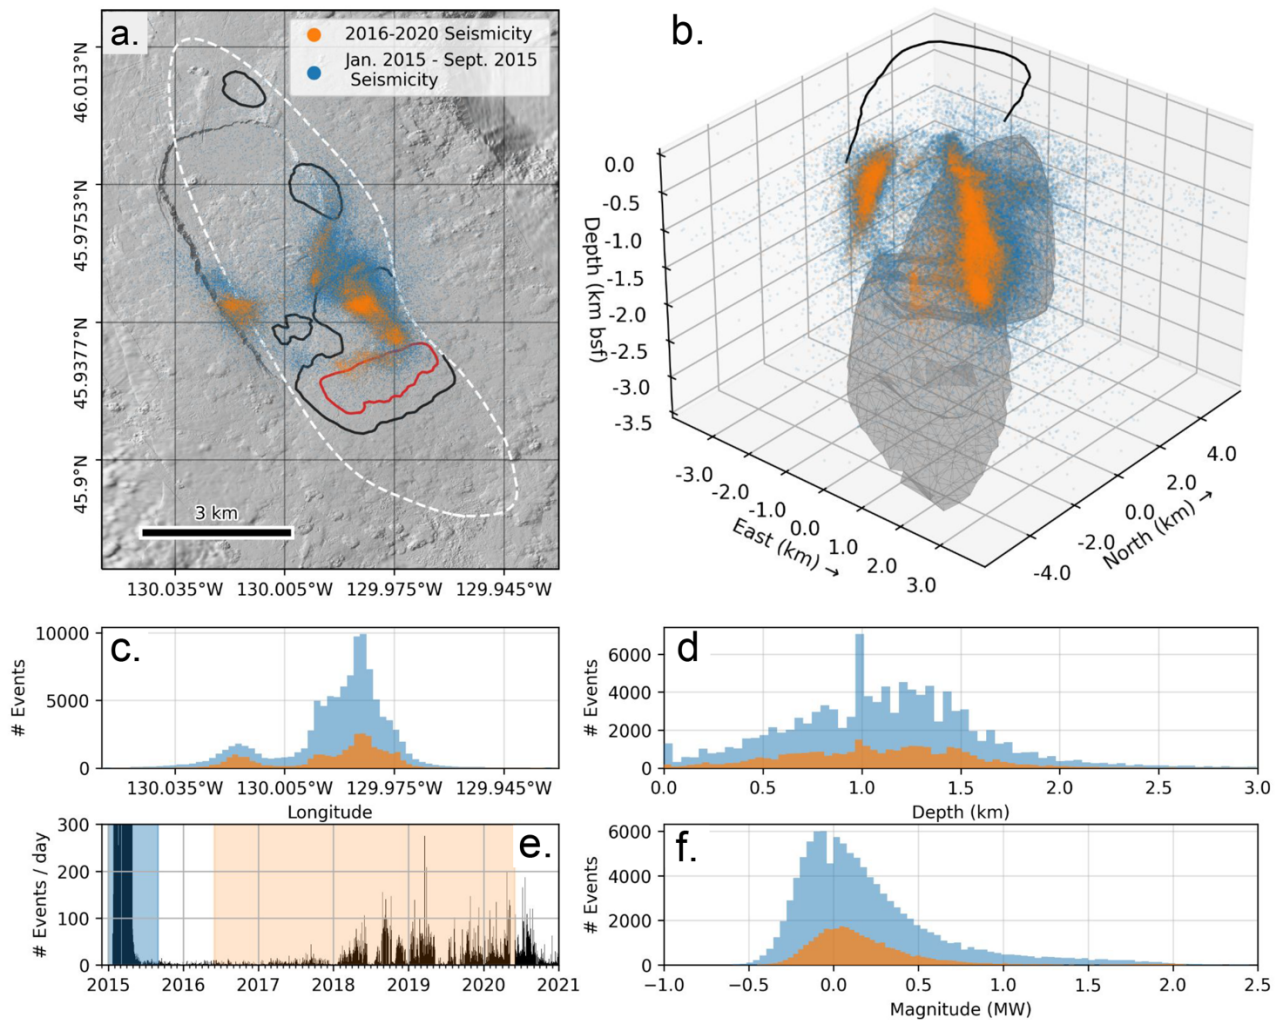 a.
2016-2020 Seismicity
Jan. 2015 - Sept. 2015
Seismicity
46.013°N
45.9753°N
45.9377°N
45.9°N
3 km
130.035°W 130.005°W 129.975°W 129.945°W
b.
0.0
-0.5
-1.0
-1.5
-2.0
-2.5
-3.0
-3.5
Depth (km bsf)
-3.0
-2.0
-1.0
0.0
1.0
2.0
3.0
East (km) →
-4.0
-2.0
0.0
2.0
4.0
North (km) →
c.
10000
5000
0
# Events
130.035°W 130.005°W 129.975°W 129.945°W
Longitude
d
6000
4000
2000
0
# Events
0.0 0.5 1.0 1.5 2.0 2.5 3.0
Depth (km)
e.
300
200
100
0
# Events / day
2015 2016 2017 2018 2019 2020 2021
f.
6000
4000
2000
0
# Events
−1.0 −0.5 0.0 0.5 1.0 1.5 2.0 2.5
Magnitude (MW)